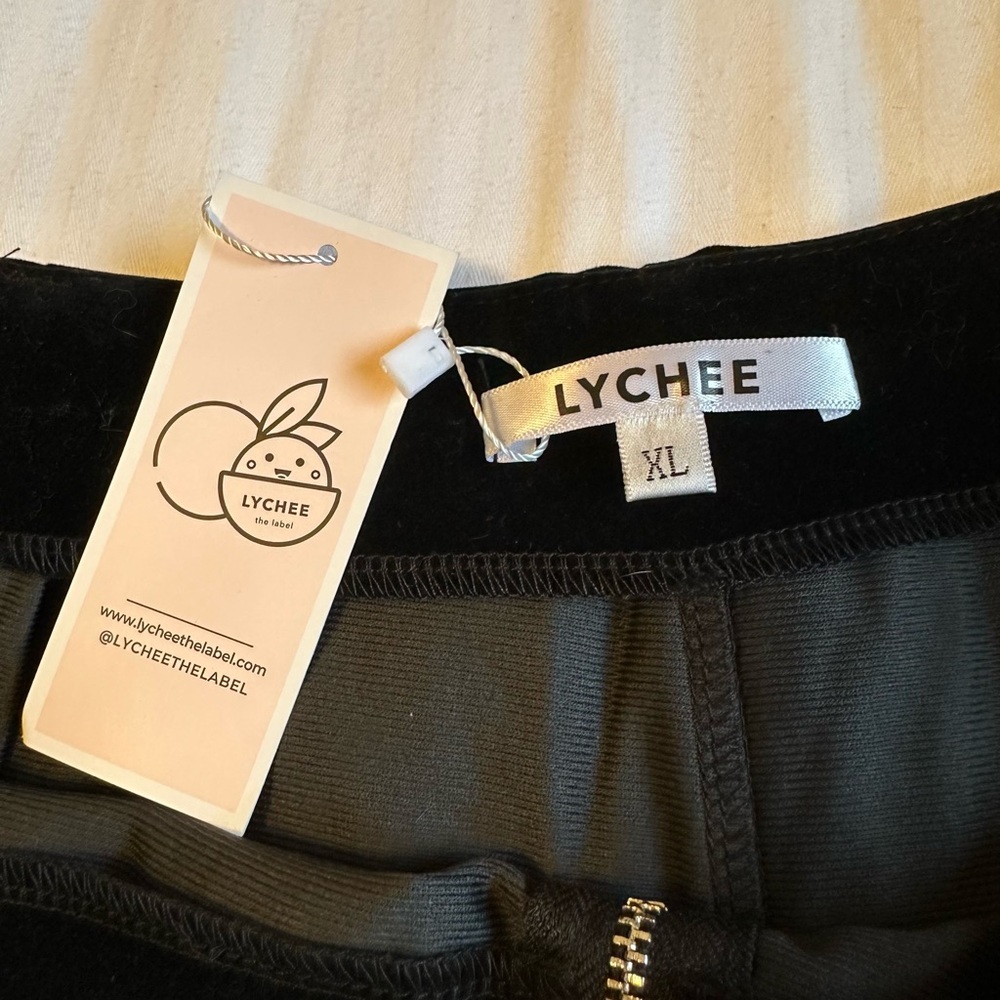 LYCHEE
the label
www.lycheethelabel.com
@LYCHEETHELABEL
LYCHEE
XL